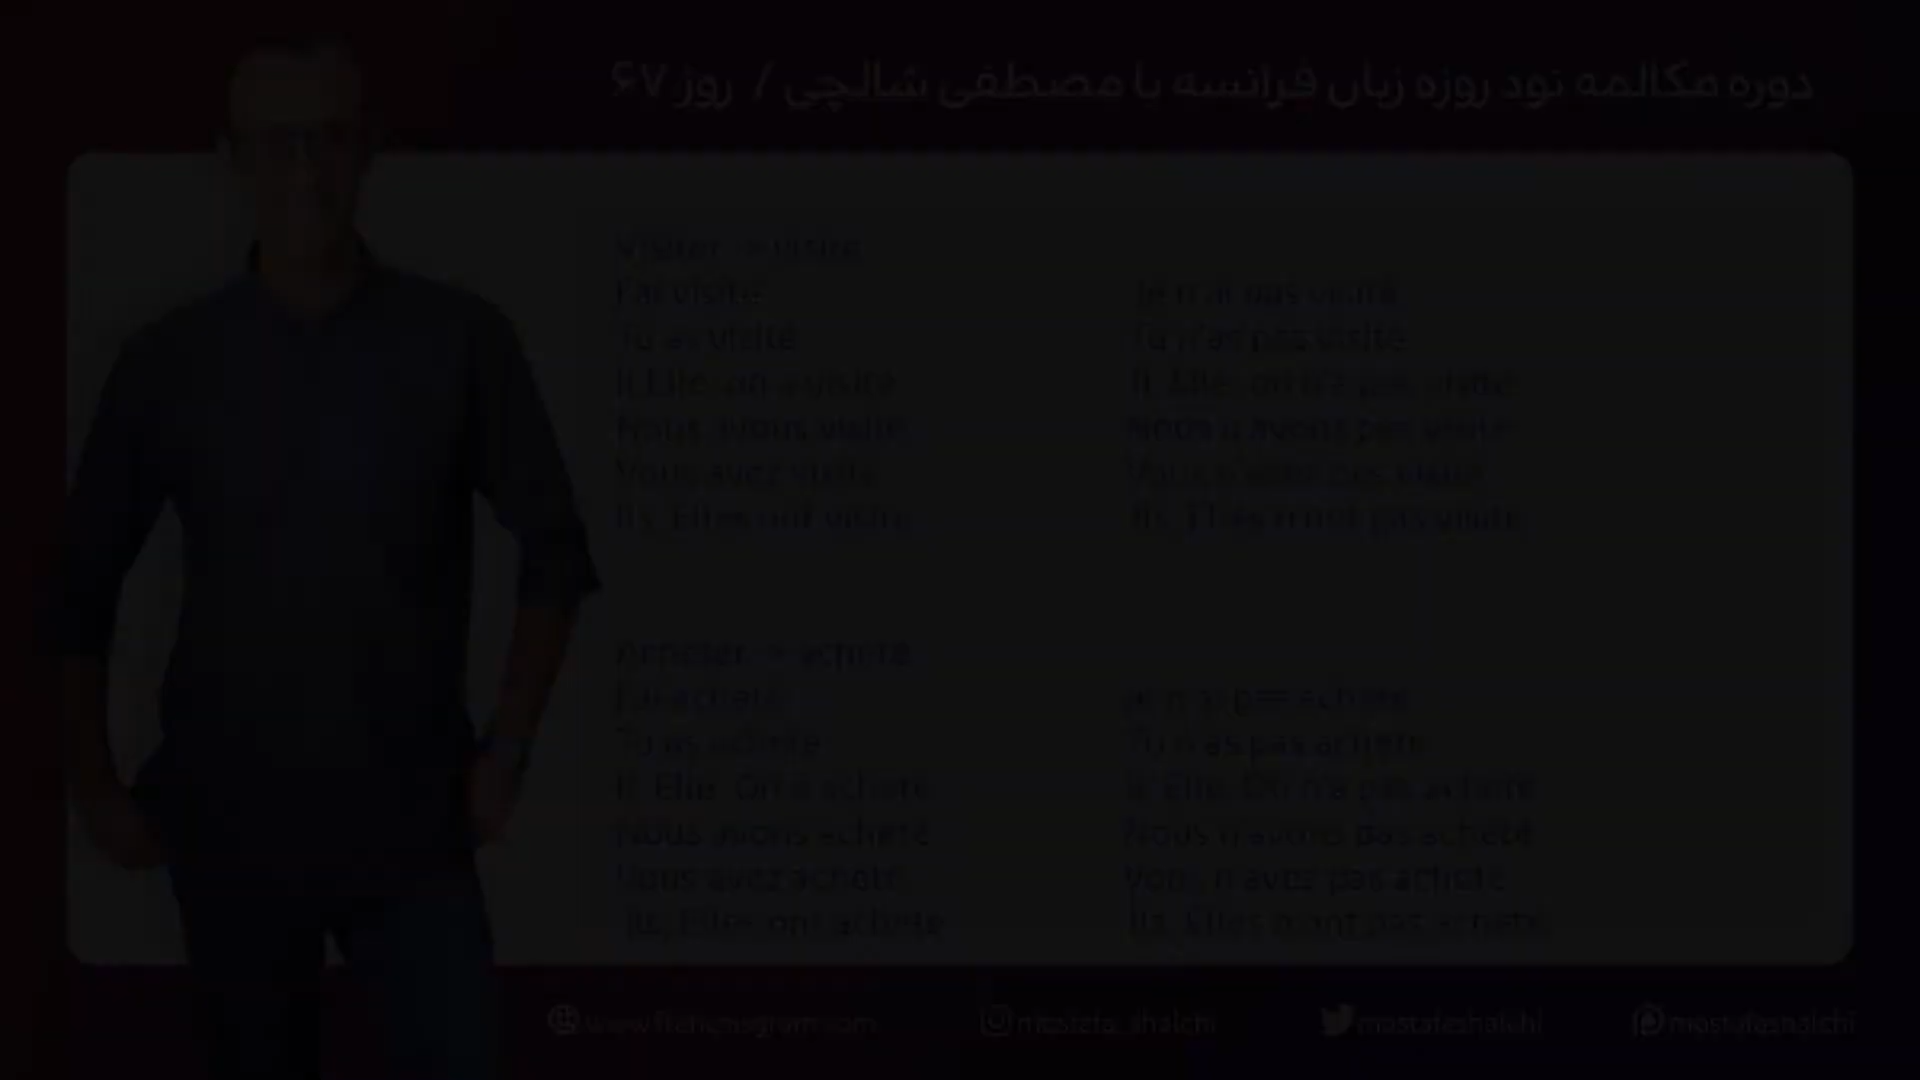 دوره مکالمه نود روزه زبان فرانسه با مصطفی شالچی / روز ۶۷
Visiter -> visité
J'ai visité
Je n'ai pas visité
Tu as visité
Tu n'as pas visité
Il, Elle, on a visité
Il, Elle, on n'a pas visité
Nous avons visité
Nous n'avons pas visité
Vous avez visité
Vous n'avez pas visité
Ils, Elles ont visité
Ils, Elles n'ont pas visité
Acheter -> acheté
J'ai acheté
Je n'ai pas acheté
Tu as acheté
Tu n'as pas acheté
Il, Elle, On a acheté
Il, Elle, On n'a pas acheté
Nous avons acheté
Nous n'avons pas acheté
Vous avez acheté
Vous n'avez pas acheté
Ils, Elles ont acheté
Ils, Elles n'ont pas acheté
mostafa_shalchi
mostafashalchi
mostafashalchi